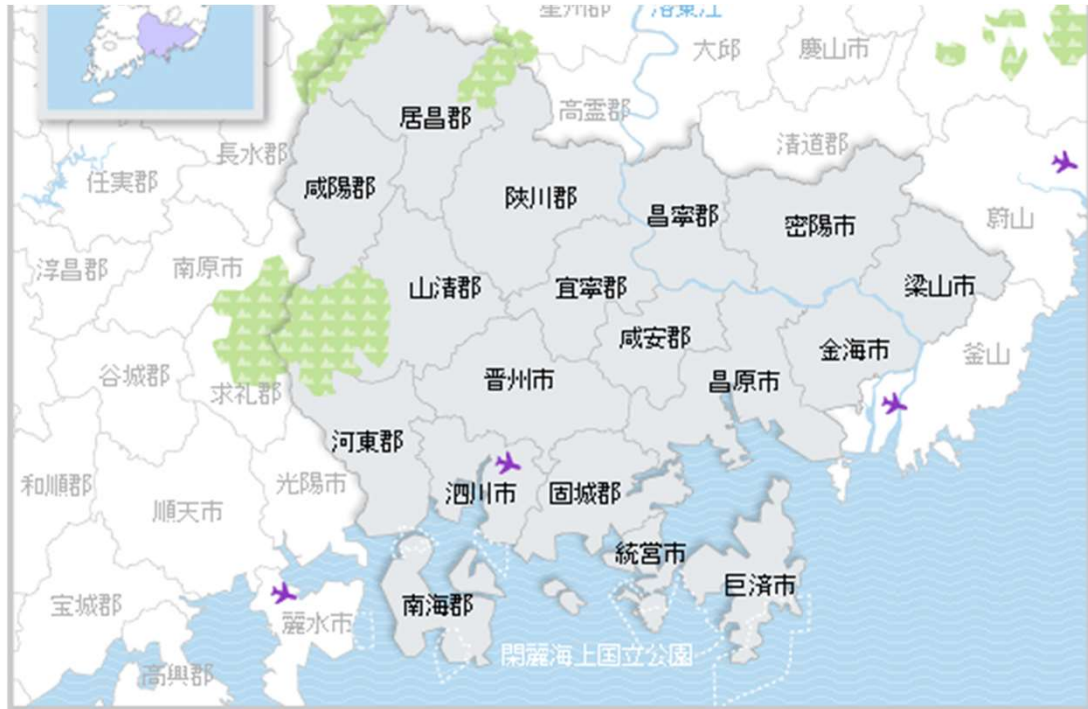 星州郡
洛東江
大邱
慶山市
高霊郡
居昌郡
清道郡
長水郡
任実郡
咸陽郡
陜川郡
昌寧郡
密陽市
蔚山
淳昌郡
南原市
山清郡
宜寧郡
梁山市
咸安郡
金海市
釜山
谷城郡
求礼郡
晋州市
昌原市
河東郡
和順郡
光陽市
泗川市
固城郡
順天市
統営市
巨済市
宝城郡
麗水市
南海郡
閑麗海上国立公園
高興郡